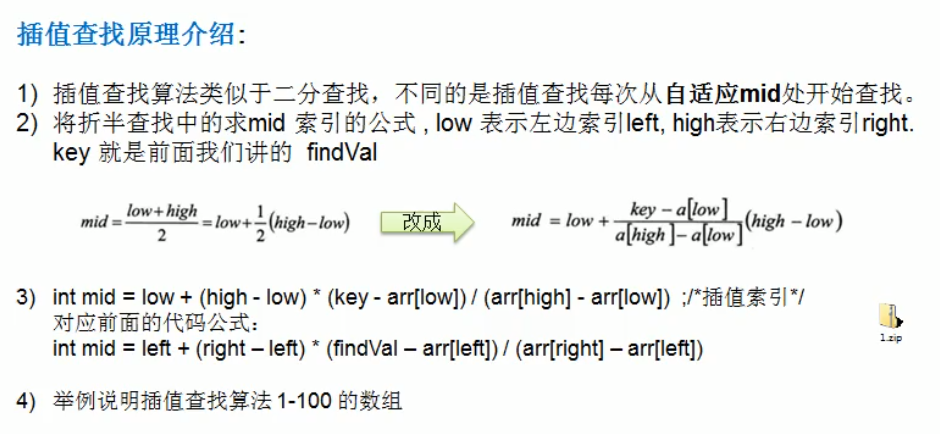 插值查找原理介绍:
1) 插值查找算法类似于二分查找，不同的是插值查找每次从自适应mid处开始查找。
2) 将折半查找中的求mid 索引的公式 , low 表示左边索引left, high表示右边索引right.
key 就是前面我们讲的 findVal
mid = (low+high)/2 = low + 1/2(high−low) 改成 mid = low + (key − a[low])/(a[high] − a[low])(high − low)
3) int mid = low + (high - low) * (key - arr[low]) / (arr[high] - arr[low]) ;/*插值索引*/
对应前面的代码公式：
int mid = left + (right – left) * (findVal – arr[left]) / (arr[right] – arr[left])
1.zip
4) 举例说明插值查找算法 1-100 的数组